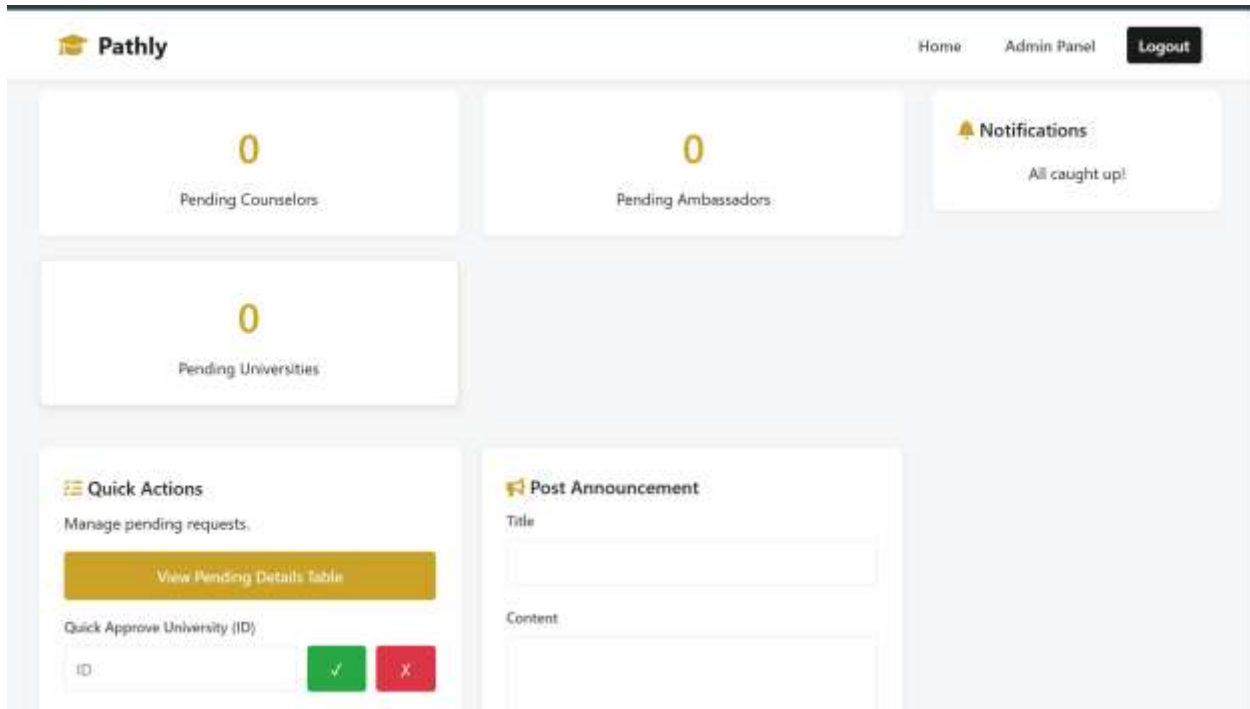 Pathly
Home Admin Panel Logout
0
Pending Counselors
0
Pending Ambassadors
Notifications
All caught up!
0
Pending Universities
Quick Actions
Manage pending requests.
View Pending Details Table
Quick Approve University (ID)
ID
✓ X
Post Announcement
Title
Content